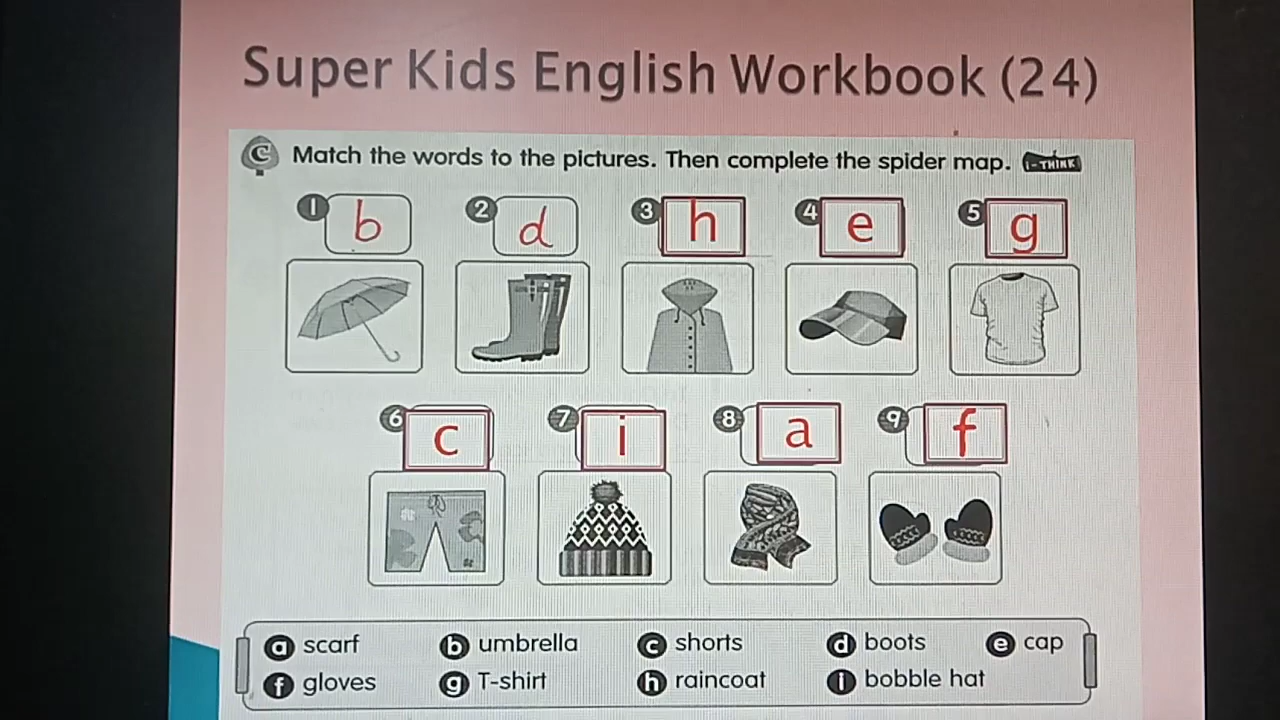 Super Kids English Workbook (24)
C Match the words to the pictures. Then complete the spider map. i-THINK
1 b 2 d 3 h 4 e 5 g
6 c 7 i 8 a 9 f
a scarf b umbrella c shorts d boots e cap
f gloves g T-shirt h raincoat i bobble hat